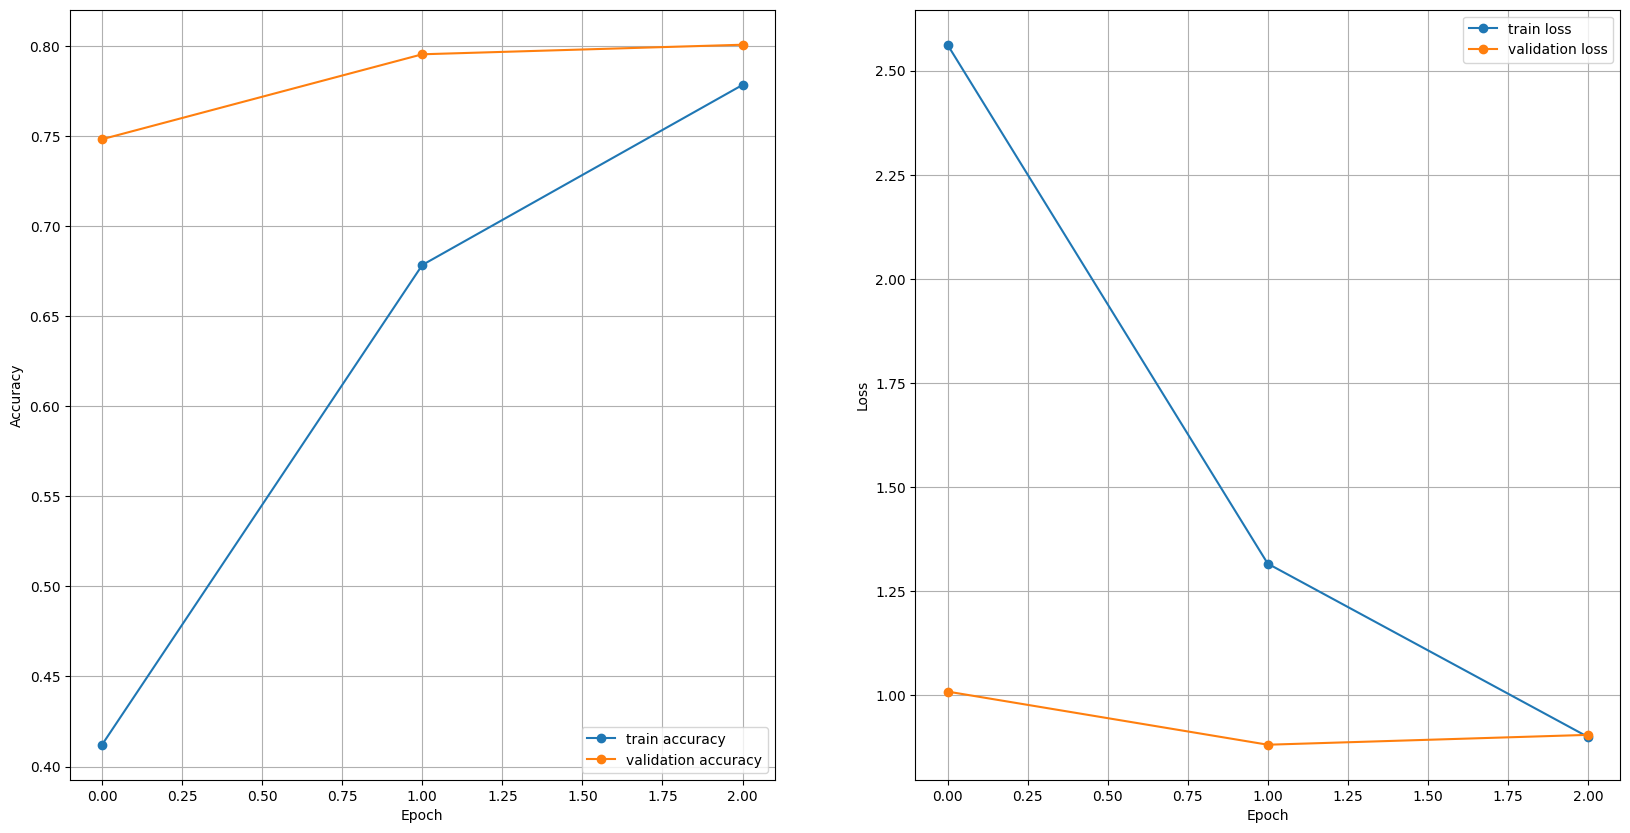 0.80
0.75
0.70
0.65
0.60
0.55
0.50
0.45
0.40
Accuracy
train accuracy
validation accuracy
0.00 0.25 0.50 0.75 1.00 1.25 1.50 1.75 2.00
Epoch
train loss
validation loss
2.50
2.25
2.00
1.75
1.50
1.25
1.00
Loss
0.00 0.25 0.50 0.75 1.00 1.25 1.50 1.75 2.00
Epoch